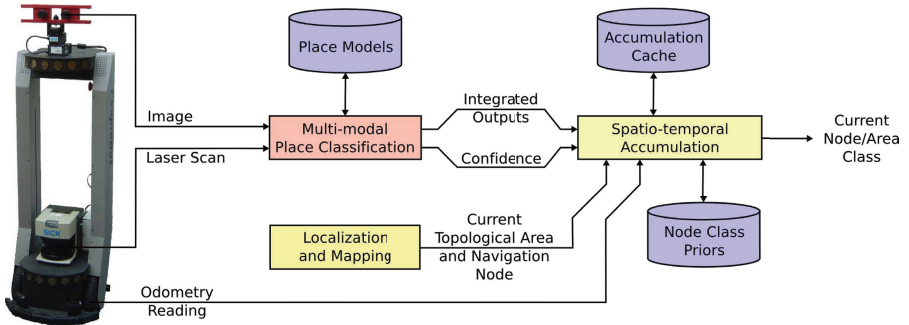 Place Models
Accumulation
Cache
Image
Laser Scan
Multi-modal
Place Classification
Integrated
Outputs
Confidence
Spatio-temporal
Accumulation
Current
Node/Area
Class
Localization
and Mapping
Current
Topological Area
and Navigation
Node
Node Class
Priors
Odometry
Reading
SICK